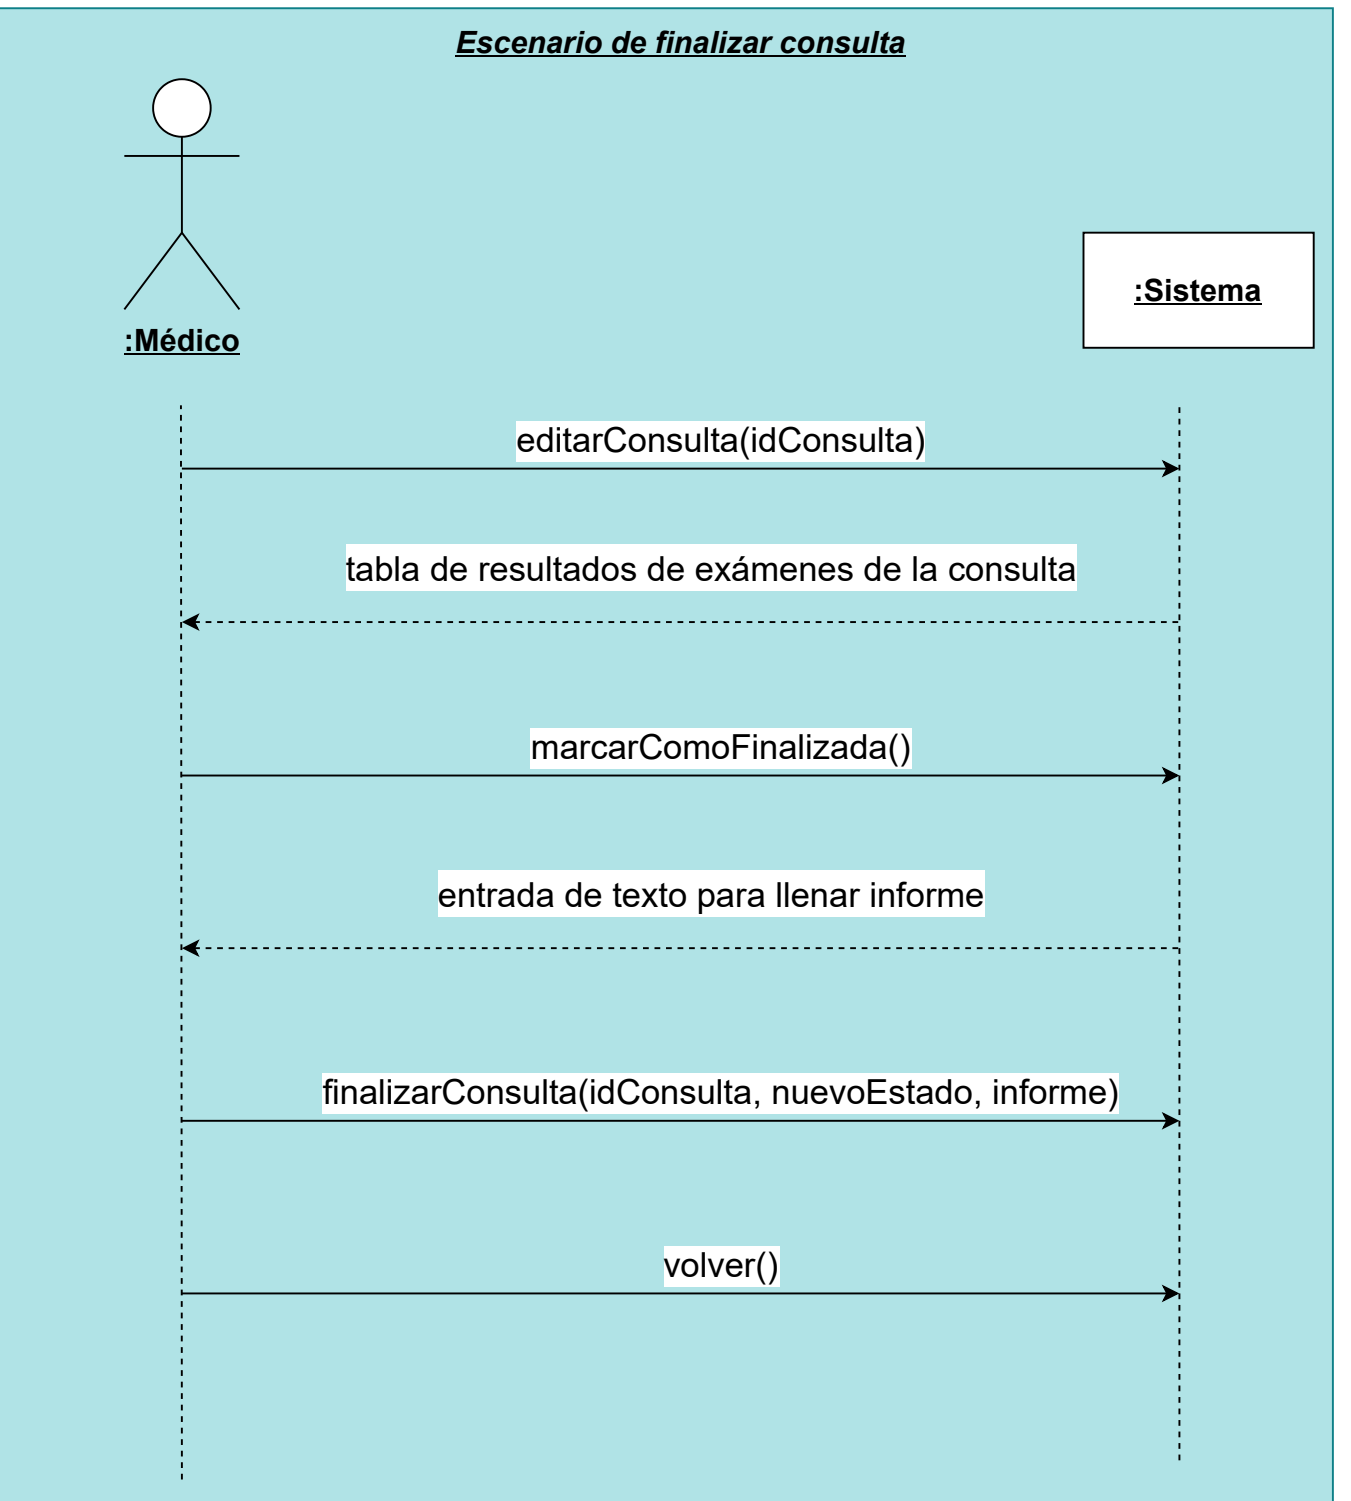 Escenario de finalizar consulta
:Sistema
:Médico
editarConsulta(idConsulta)
tabla de resultados de exámenes de la consulta
marcarComoFinalizada()
entrada de texto para llenar informe
finalizarConsulta(idConsulta, nuevoEstado, informe)
volver()